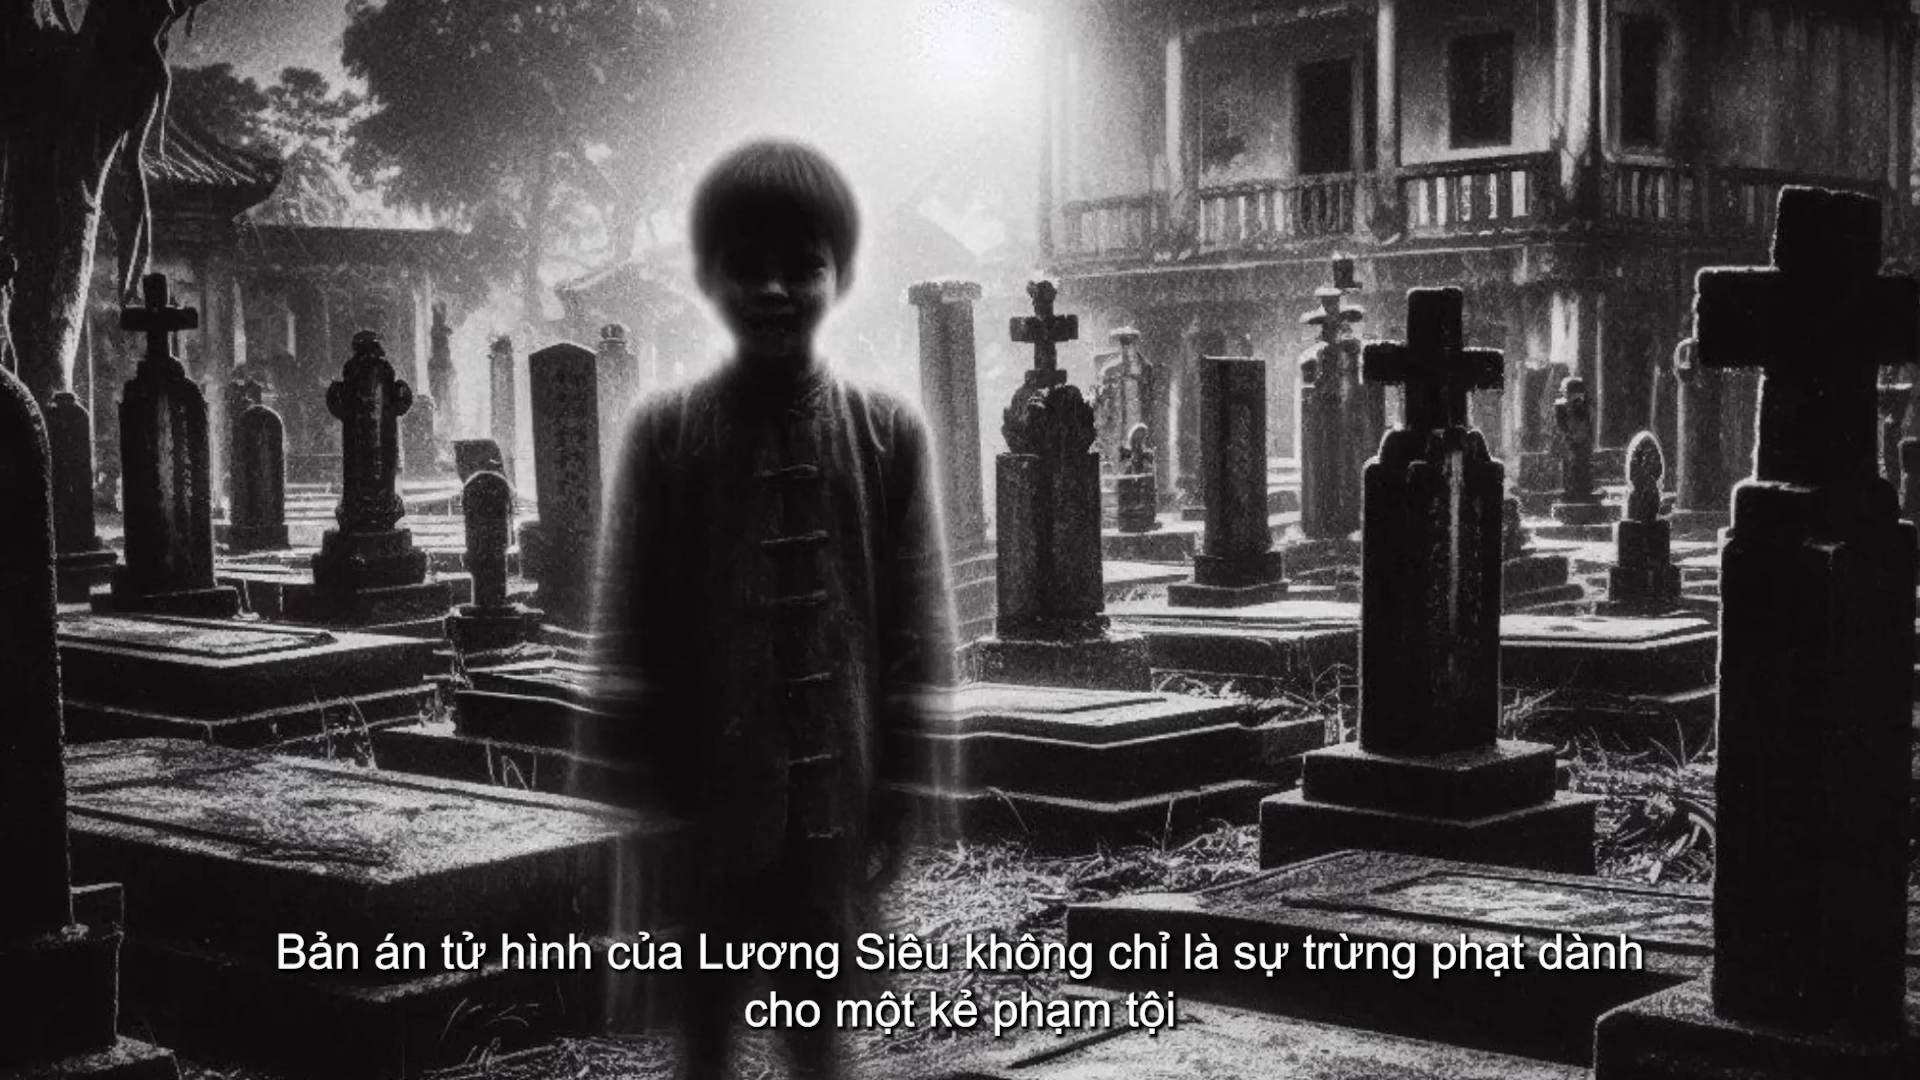 Bản án tử hình của Lương Siêu không chỉ là sự trừng phạt dành
cho một kẻ phạm tội